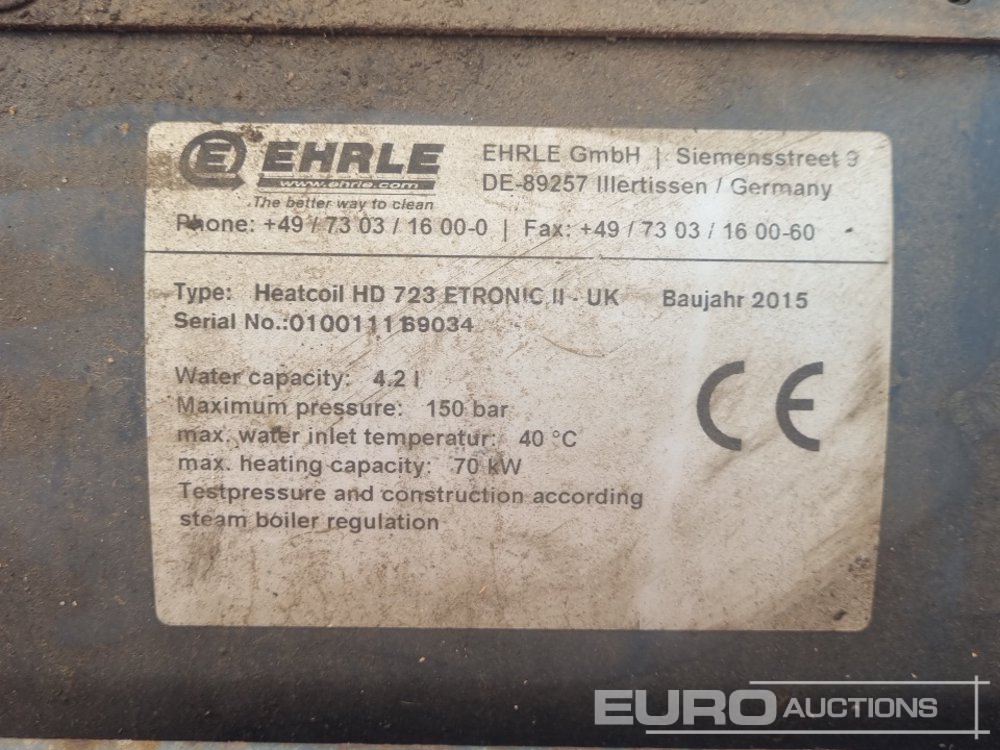 EHRLE
www.ehrle.com
The better way to clean
EHRLE GmbH | Siemensstreet 9
DE-89257 Illertissen / Germany
Phone: +49 / 73 03 / 16 00-0 | Fax: +49 / 73 03 / 16 00-60
Type: Heatcoil HD 723 ETRONIC II - UK Baujahr 2015
Serial No.:
Water capacity: 4.2 l
Maximum pressure: 150 bar
max. water inlet temperatur: 40 °C
max. heating capacity: 70 kW
Testpressure and construction according
steam boiler regulation
CE
EURO AUCTIONS